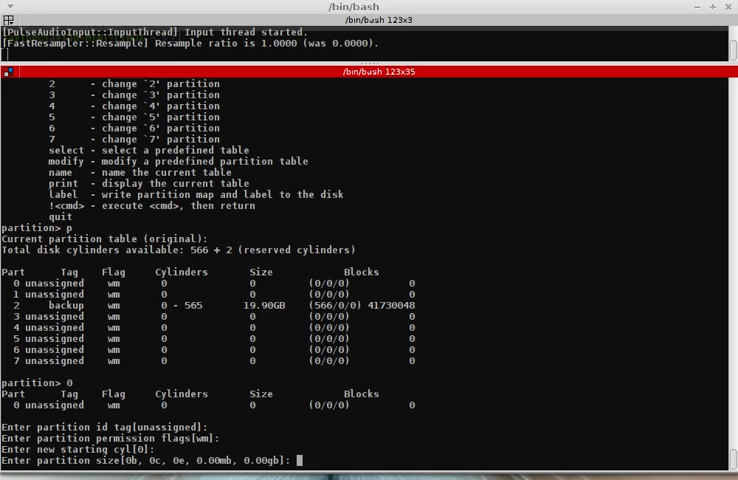 /bin/bash
/bin/bash 123x3
[PulseAudioInput::InputThread] Input thread started.
[FastResampler::Resample] Resample ratio is 1.0000 (was 0.0000).
/bin/bash 123x35
2 - change `2' partition
3 - change `3' partition
4 - change `4' partition
5 - change `5' partition
6 - change `6' partition
7 - change `7' partition
select - select a predefined table
modify - modify a predefined partition table
name - name the current table
print - display the current table
label - write partition map and label to the disk
!<cmd> - execute <cmd>, then return
quit
partition> p
Current partition table (original):
Total disk cylinders available: 566 + 2 (reserved cylinders)
Part Tag Flag Cylinders Size Blocks
0 unassigned wm 0 0 (0/0/0) 0
1 unassigned wm 0 0 (0/0/0) 0
2 backup wm 0 - 565 19.90GB (566/0/0) 41730048
3 unassigned wm 0 0 (0/0/0) 0
4 unassigned wm 0 0 (0/0/0) 0
5 unassigned wm 0 0 (0/0/0) 0
6 unassigned wm 0 0 (0/0/0) 0
7 unassigned wm 0 0 (0/0/0) 0
partition> 0
Part Tag Flag Cylinders Size Blocks
0 unassigned wm 0 0 (0/0/0) 0
Enter partition id tag[unassigned]:
Enter partition permission flags[wm]:
Enter new starting cyl[0]:
Enter partition size[0b, 0c, 0e, 0.00mb, 0.00gb]: